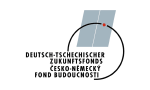 DEUTSCH-TSCHECHISCHER
ZUKUNFTSFONDS
ČESKO-NĚMECKÝ
FOND BUDOUCNOSTI